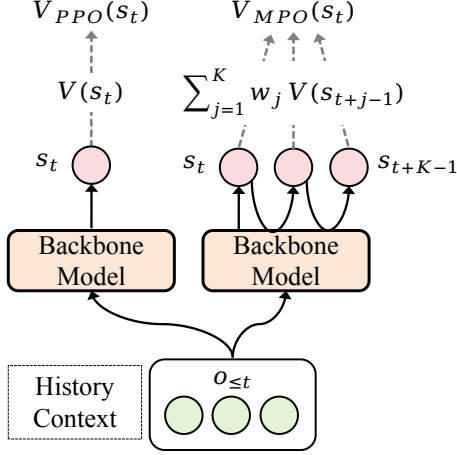 V_{PPO}(s_t)
V_{MPO}(s_t)
V(s_t)
\sum_{j=1}^{K} w_j V(s_{t+j-1})
s_t
s_t
s_{t+K-1}
Backbone
Model
Backbone
Model
History
Context
o_{≤t}